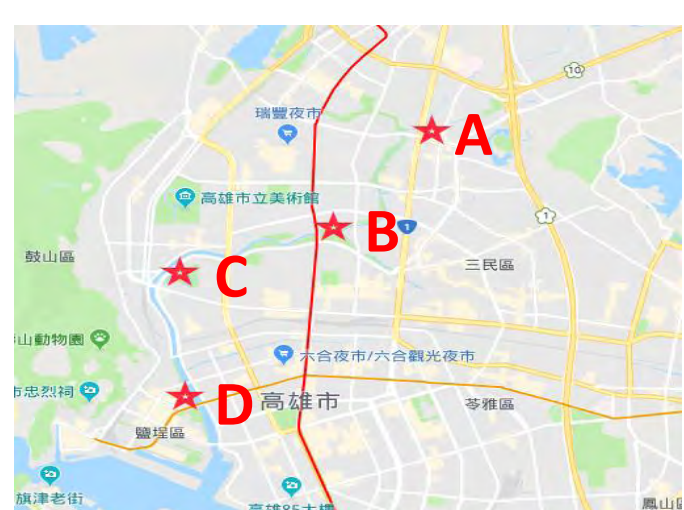 10
瑞豐夜市
A
高雄市立美術館
1
B
1
鼓山區
三民區
C
山動物園
六合夜市/六合觀光夜市
市忠烈祠
D
高雄市
苓雅區
鹽埕區
旗津老街
高雄85大樓
鳳山區